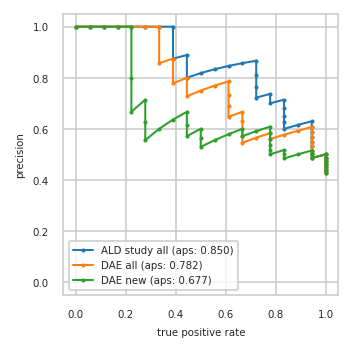 1.0
0.8
0.6
0.4
0.2
0.0
precision
0.0 0.2 0.4 0.6 0.8 1.0
true positive rate
ALD study all (aps: 0.850)
DAE all (aps: 0.782)
DAE new (aps: 0.677)